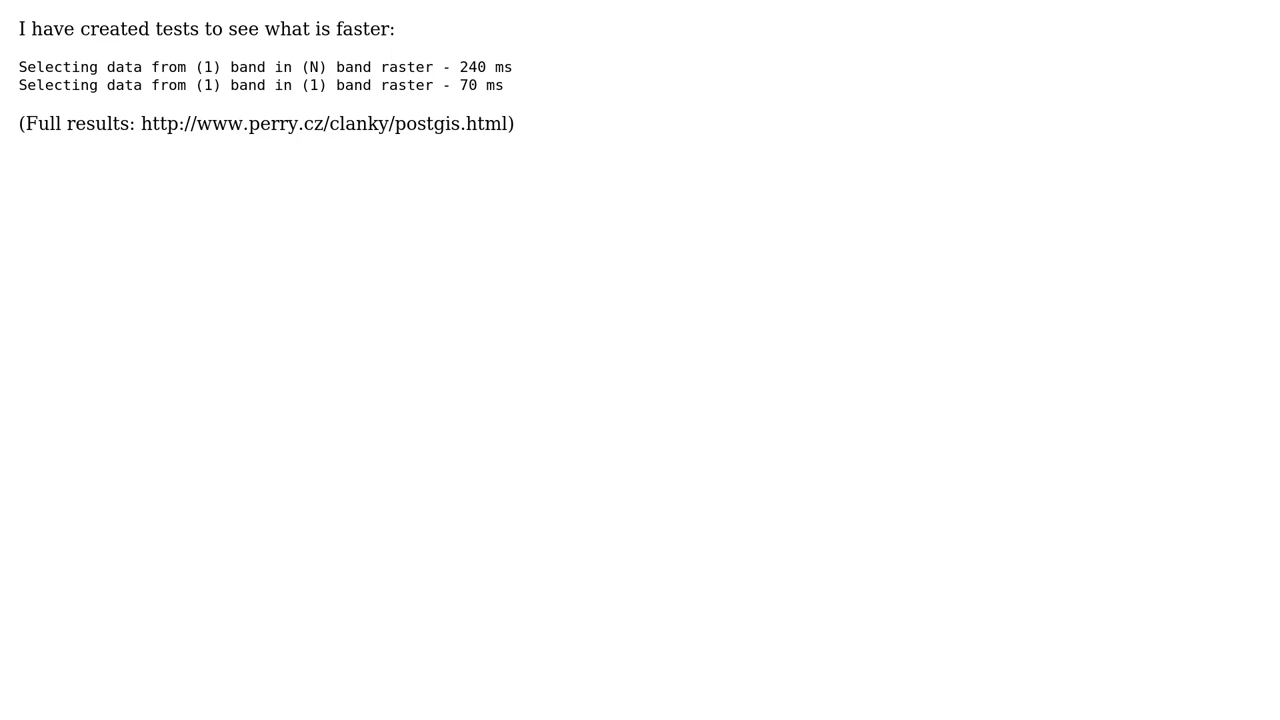 I have created tests to see what is faster:
Selecting data from (1) band in (N) band raster - 240 ms
Selecting data from (1) band in (1) band raster - 70 ms
(Full results: http://www.perry.cz/clanky/postgis.html)